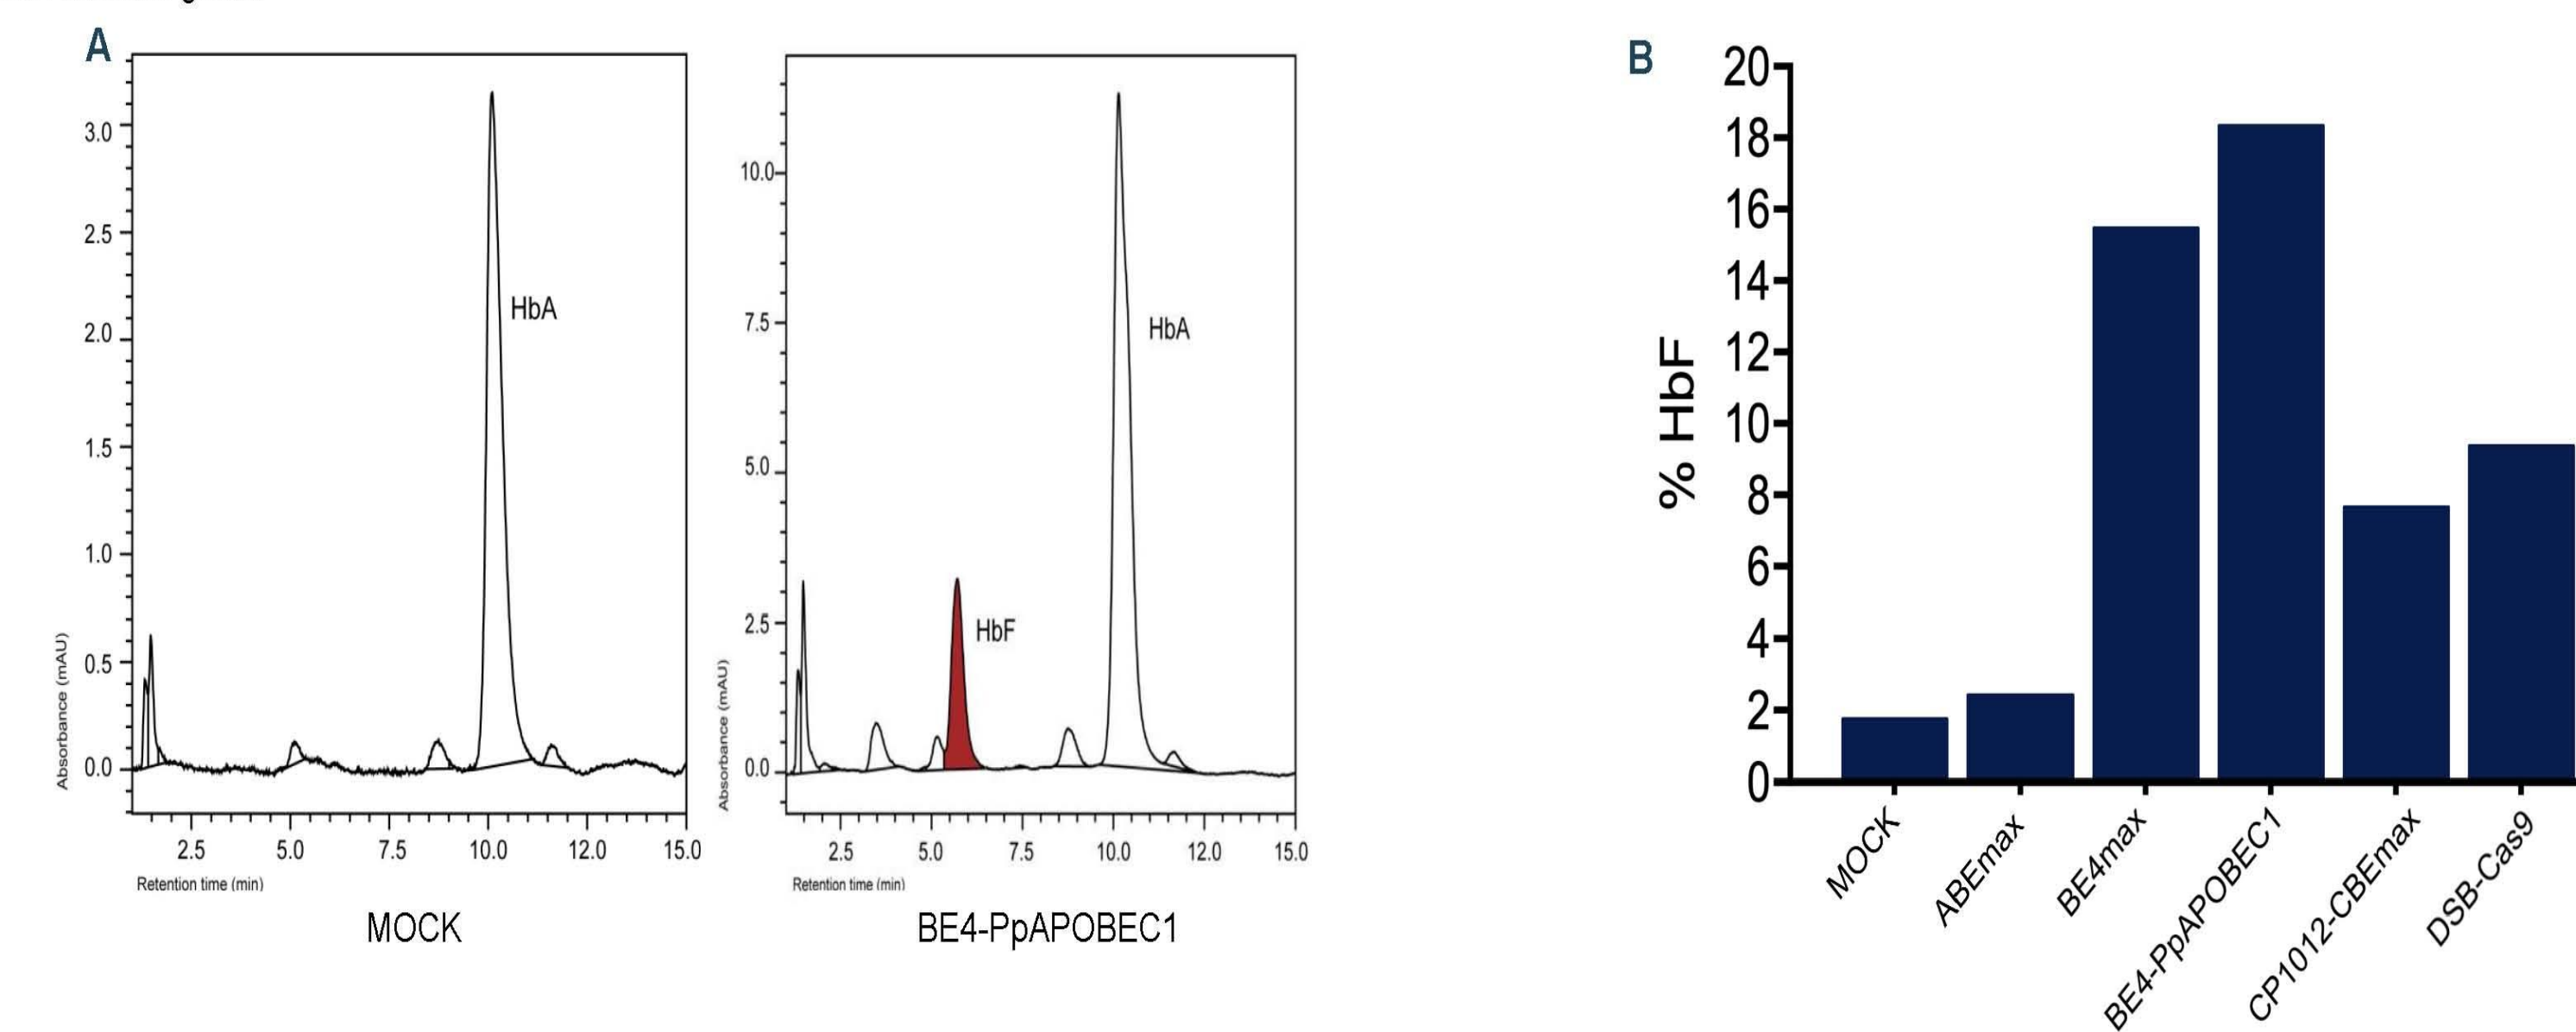 A
3.0
2.5
2.0
1.5
1.0
0.5
0.0
Absorbance (mAU)
HbA
2.5 5.0 7.5 10.0 12.0 15.0
Retention time (min)
MOCK
10.0
7.5
5.0
2.5
0.0
Absorbance (mAU)
HbF
HbA
2.5 5.0 7.5 10.0 12.0 15.0
Retention time (min)
BE4-PpAPOBEC1
B
% HbF
20
18
16
14
12
10
8
6
4
2
0
MOCK
ABEmax
BE4max
BE4-PpAPOBEC1
CP1012-CBEmax
DSB-Cas9